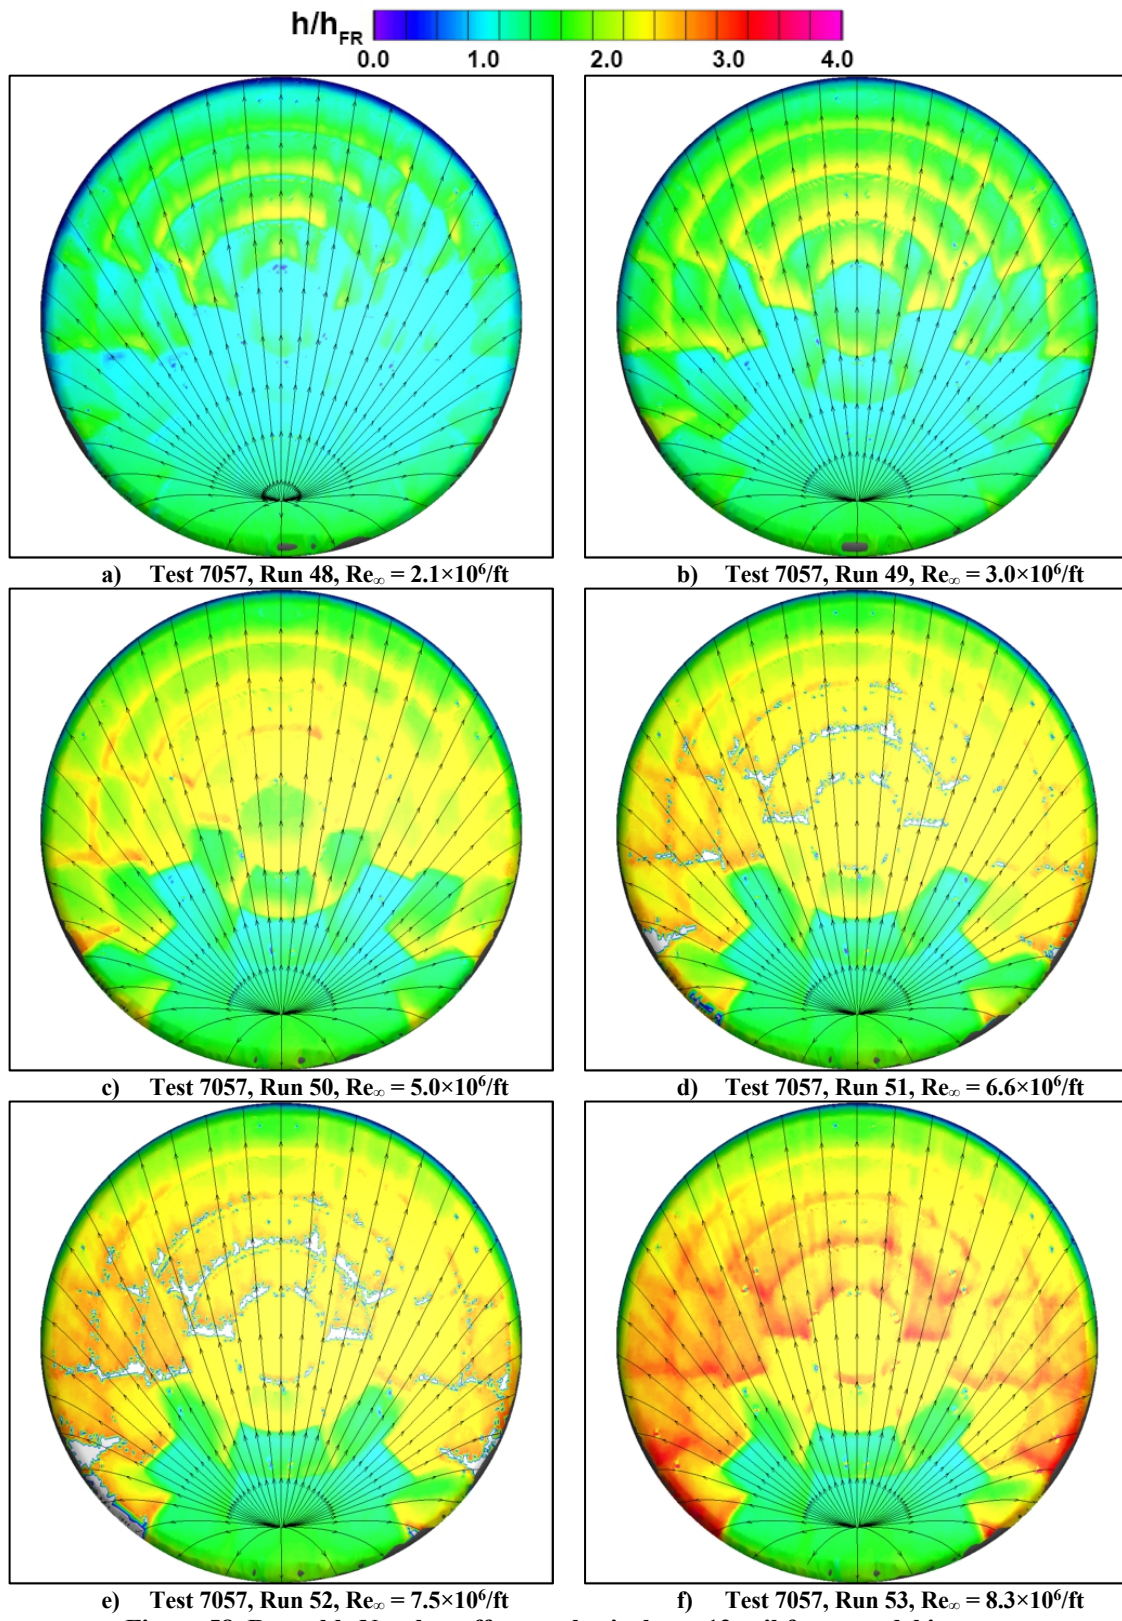 h/hFR
0.0 1.0 2.0 3.0 4.0
a) Test 7057, Run 48, Re∞ = 2.1×10⁶/ft
b) Test 7057, Run 49, Re∞ = 3.0×10⁶/ft
c) Test 7057, Run 50, Re∞ = 5.0×10⁶/ft
d) Test 7057, Run 51, Re∞ = 6.6×10⁶/ft
e) Test 7057, Run 52, Re∞ = 7.5×10⁶/ft
f) Test 7057, Run 53, Re∞ = 8.3×10⁶/ft